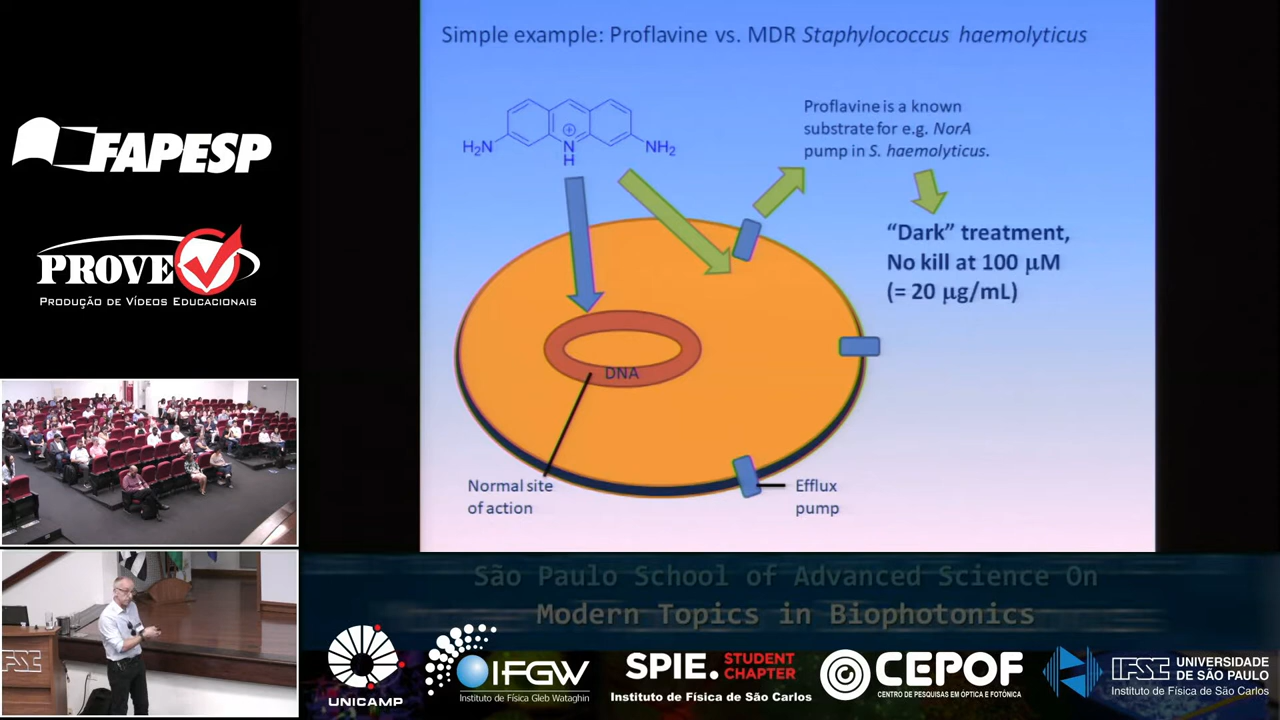 Simple example: Proflavine vs. MDR Staphylococcus haemolyticus
H₂N
N
H
NH₂
Proflavine is a known
substrate for e.g. NorA
pump in S. haemolyticus.
“Dark” treatment,
No kill at 100 μM
(= 20 μg/mL)
DNA
Normal site
of action
Efflux
pump
FAPESP
PROVE
PRODUÇÃO DE VÍDEOS EDUCACIONAIS
São Paulo School of Advanced Science On
Modern Topics in Biophotonics
UNICAMP
IFGW
Instituto de Física Gleb Wataghin
SPIE. STUDENT
CHAPTER
Instituto de Física de São Carlos
CEPOF
CENTRO DE PESQUISAS EM ÓPTICA E FOTÔNICA
IFSC UNIVERSIDADE
DE SÃO PAULO
Instituto de Física de São Carlos